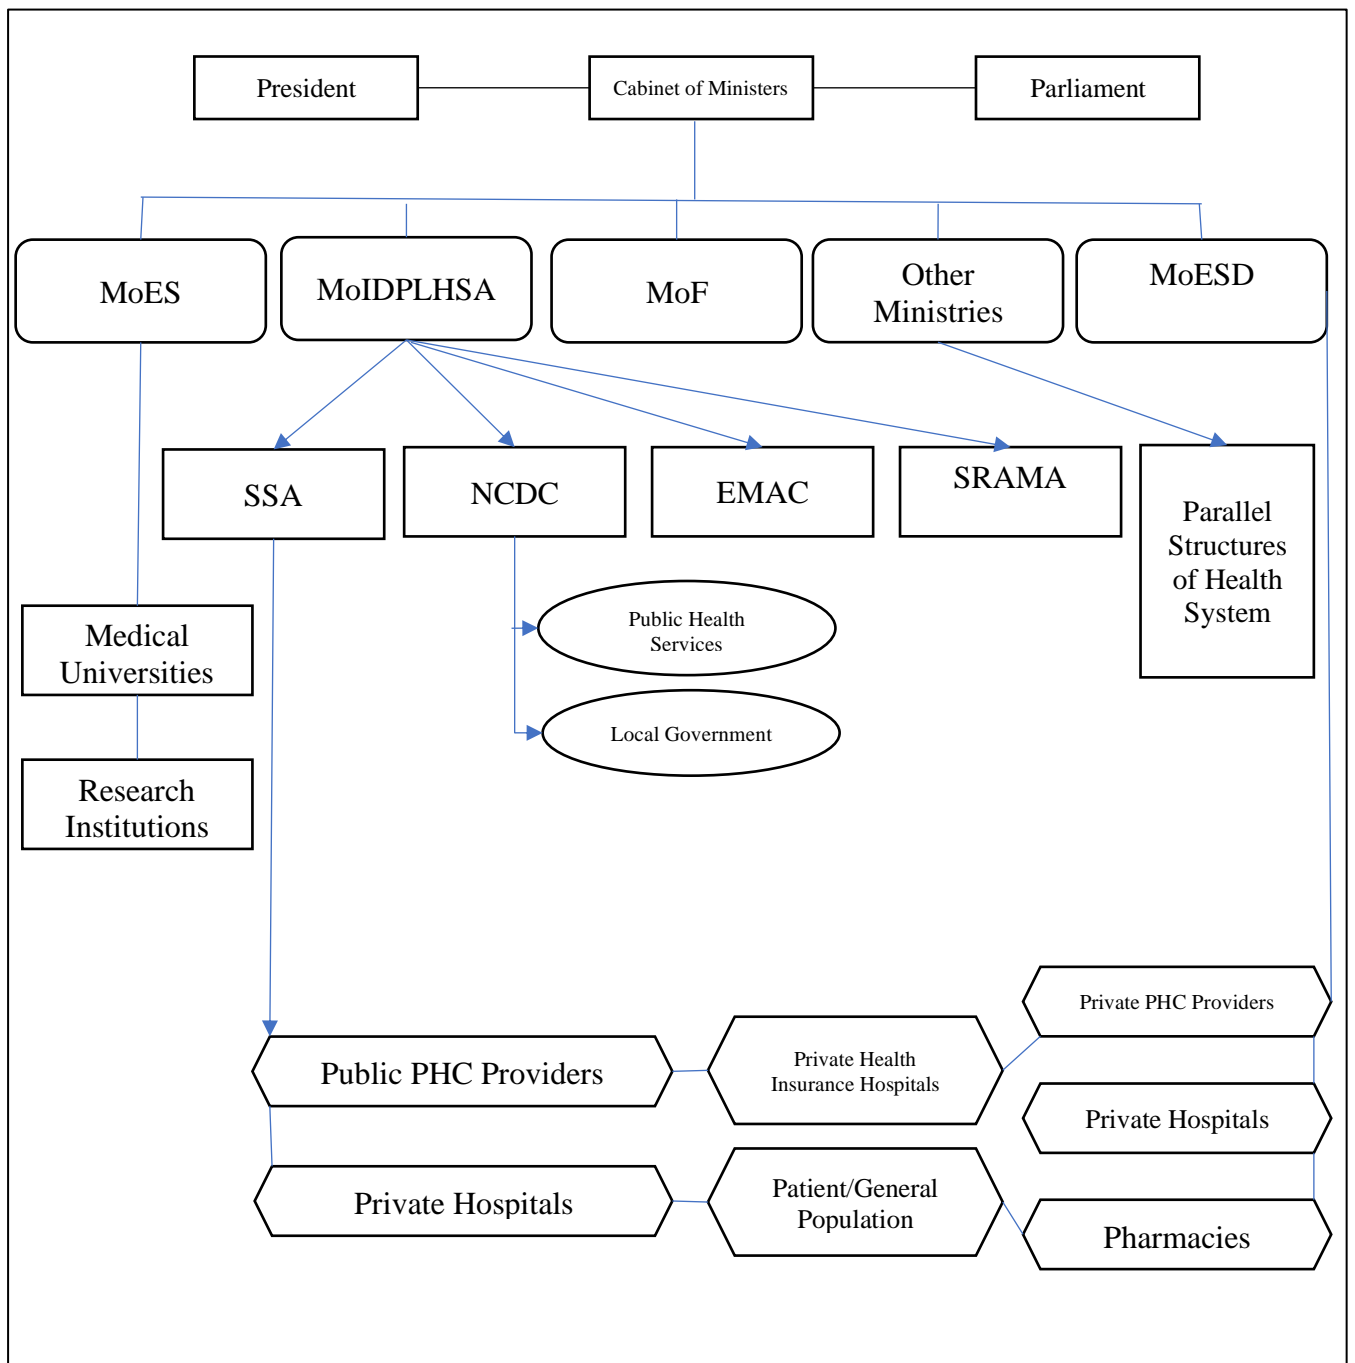 President
Cabinet of Ministers
Parliament
MoES
MoIDPLHSA
MoF
Other
Ministries
MoESD
SSA
NCDC
EMAC
SRAMA
Parallel
Structures
of Health
System
Medical
Universities
Public Health
Services
Local Government
Research
Institutions
Private PHC Providers
Public PHC Providers
Private Health
Insurance Hospitals
Private Hospitals
Private Hospitals
Patient/General
Population
Pharmacies